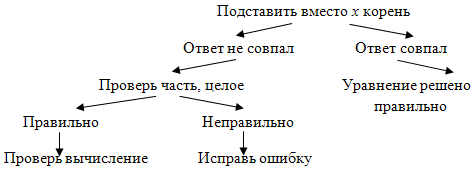 Подставить вместо х корень
Ответ не совпал
Ответ совпал
Проверь часть, целое
Уравнение решено
правильно
Правильно
Неправильно
Проверь вычисление
Исправь ошибку